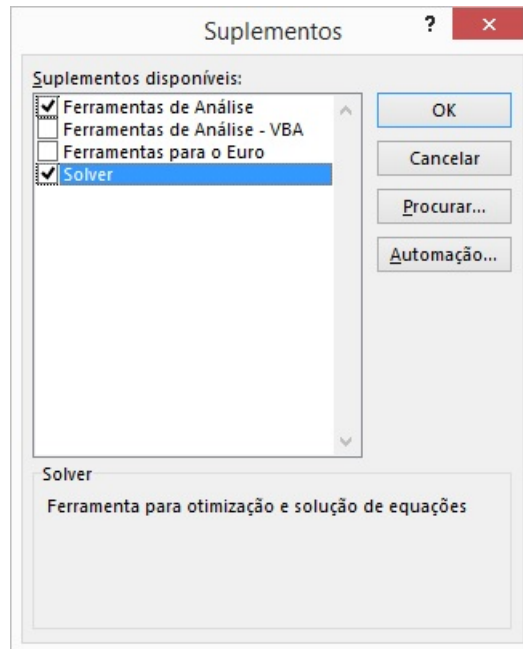 Suplementos
?
×
Suplementos disponíveis:
Ferramentas de Análise
Ferramentas de Análise - VBA
Ferramentas para o Euro
Solver
OK
Cancelar
Procurar...
Automação...
Solver
Ferramenta para otimização e solução de equações